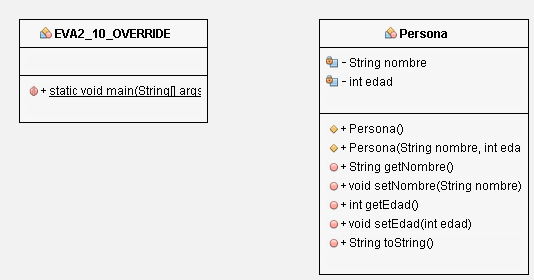 EVA2_10_OVERRIDE
+ static void main(String[] args
Persona
- String nombre
- int edad
+ Persona()
+ Persona(String nombre, int eda
+ String getNombre()
+ void setNombre(String nombre)
+ int getEdad()
+ void setEdad(int edad)
+ String toString()